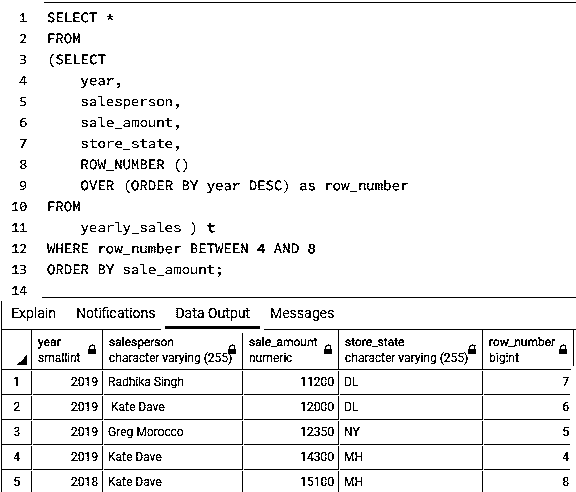 1 SELECT *
2 FROM
3 (SELECT
4 year,
5 salesperson,
6 sale_amount,
7 store_state,
8 ROW_NUMBER ()
9 OVER (ORDER BY year DESC) as row_number
10 FROM
11 yearly_sales ) t
12 WHERE row_number BETWEEN 4 AND 8
13 ORDER BY sale_amount;
14
Explain Notifications Data Output Messages
year salesperson sale_amount store_state row_number
smallint character varying (255) numeric character varying (255) bigint
1 2019 Radhika Singh 11200 DL 7
2 2019 Kate Dave 12000 DL 6
3 2019 Greg Morocco 12350 NY 5
4 2019 Kate Dave 14300 MH 4
5 2018 Kate Dave 15100 MH 8